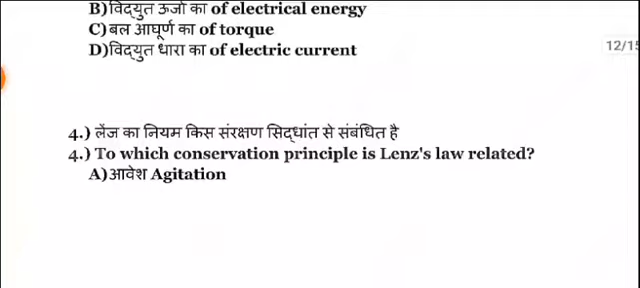 B)विद्युत ऊर्जा का of electrical energy
C)बल आघूर्ण का of torque
D)विद्युत धारा का of electric current
12/15
4.) लेंज का नियम किस संरक्षण सिद्धांत से संबंधित है
4.) To which conservation principle is Lenz's law related?
A)आवेश Agitation